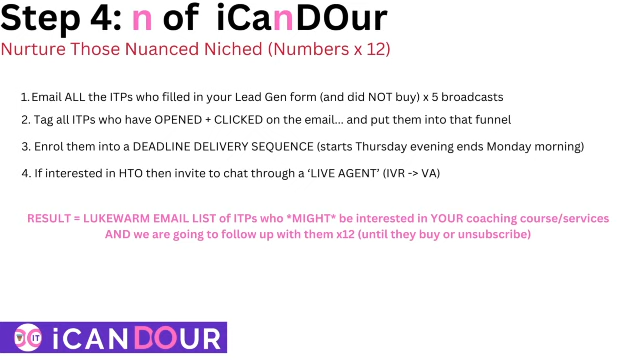 Step 4: n of iCanDOur
Nurture Those Nuanced Niched (Numbers x 12)
1. Email ALL the ITPs who filled in your Lead Gen form (and did NOT buy) x 5 broadcasts
2. Tag all ITPs who have OPENED + CLICKED on the email... and put them into that funnel
3. Enrol them into a DEADLINE DELIVERY SEQUENCE (starts Thursday evening ends Monday morning)
4. If interested in HTO then invite to chat through a ‘LIVE AGENT’ (IVR -> VA)
RESULT = LUKEWARM EMAIL LIST of ITPs who *MIGHT* be interested in YOUR coaching course/services
AND we are going to follow up with them x12 (until they buy or unsubscribe)
IT iCANDOUR